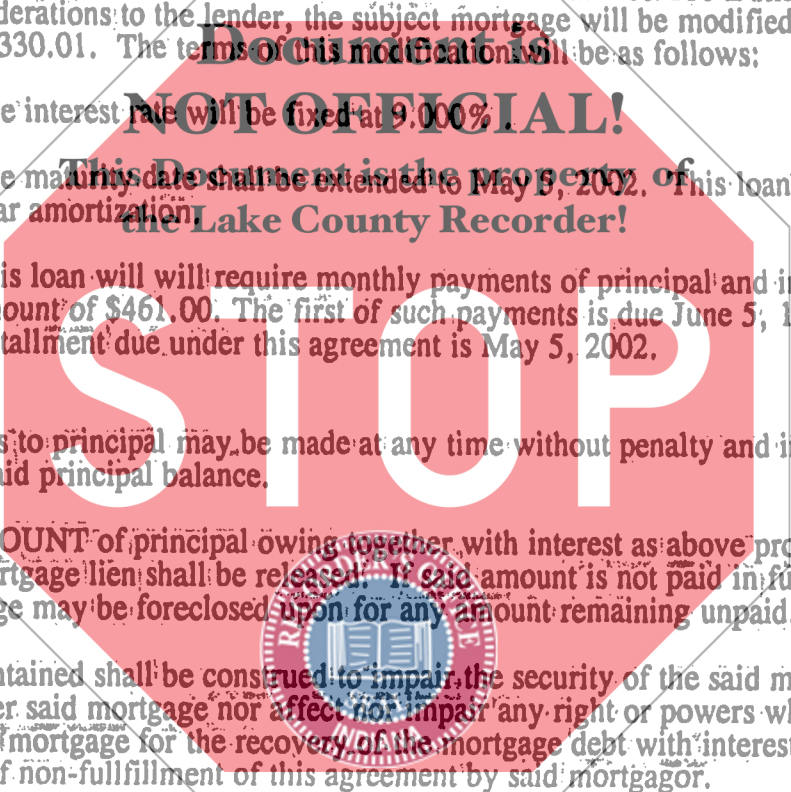 derations to the lender, the subject mortgage will be modified
330.01. The terms of this modification will be as follows:
Document is
e interest rate will be fixed at 9.000% .
NOT OFFICIAL!
e maturity date shall be extended to May 5, 2002. This loan
This Document is the property of
ar amortization.
the Lake County Recorder!
is loan will will require monthly payments of principal and in
ount of $461.00. The first of such payments is due June 5, 1
tallment due under this agreement is May 5, 2002.
STOP
s to principal may be made at any time without penalty and i
id principal balance.
OUNT of principal owing together with interest as above pro
rtgage lien shall be released. If said amount is not paid in fu
ge may be foreclosed upon for any amount remaining unpaid.
ntained shall be construed to impair the security of the said m
er said mortgage nor affect nor impair any right or powers wh
mortgage for the recovery of the mortgage debt with interest
f non-fullfillment of this agreement by said mortgagor.
INDIANA